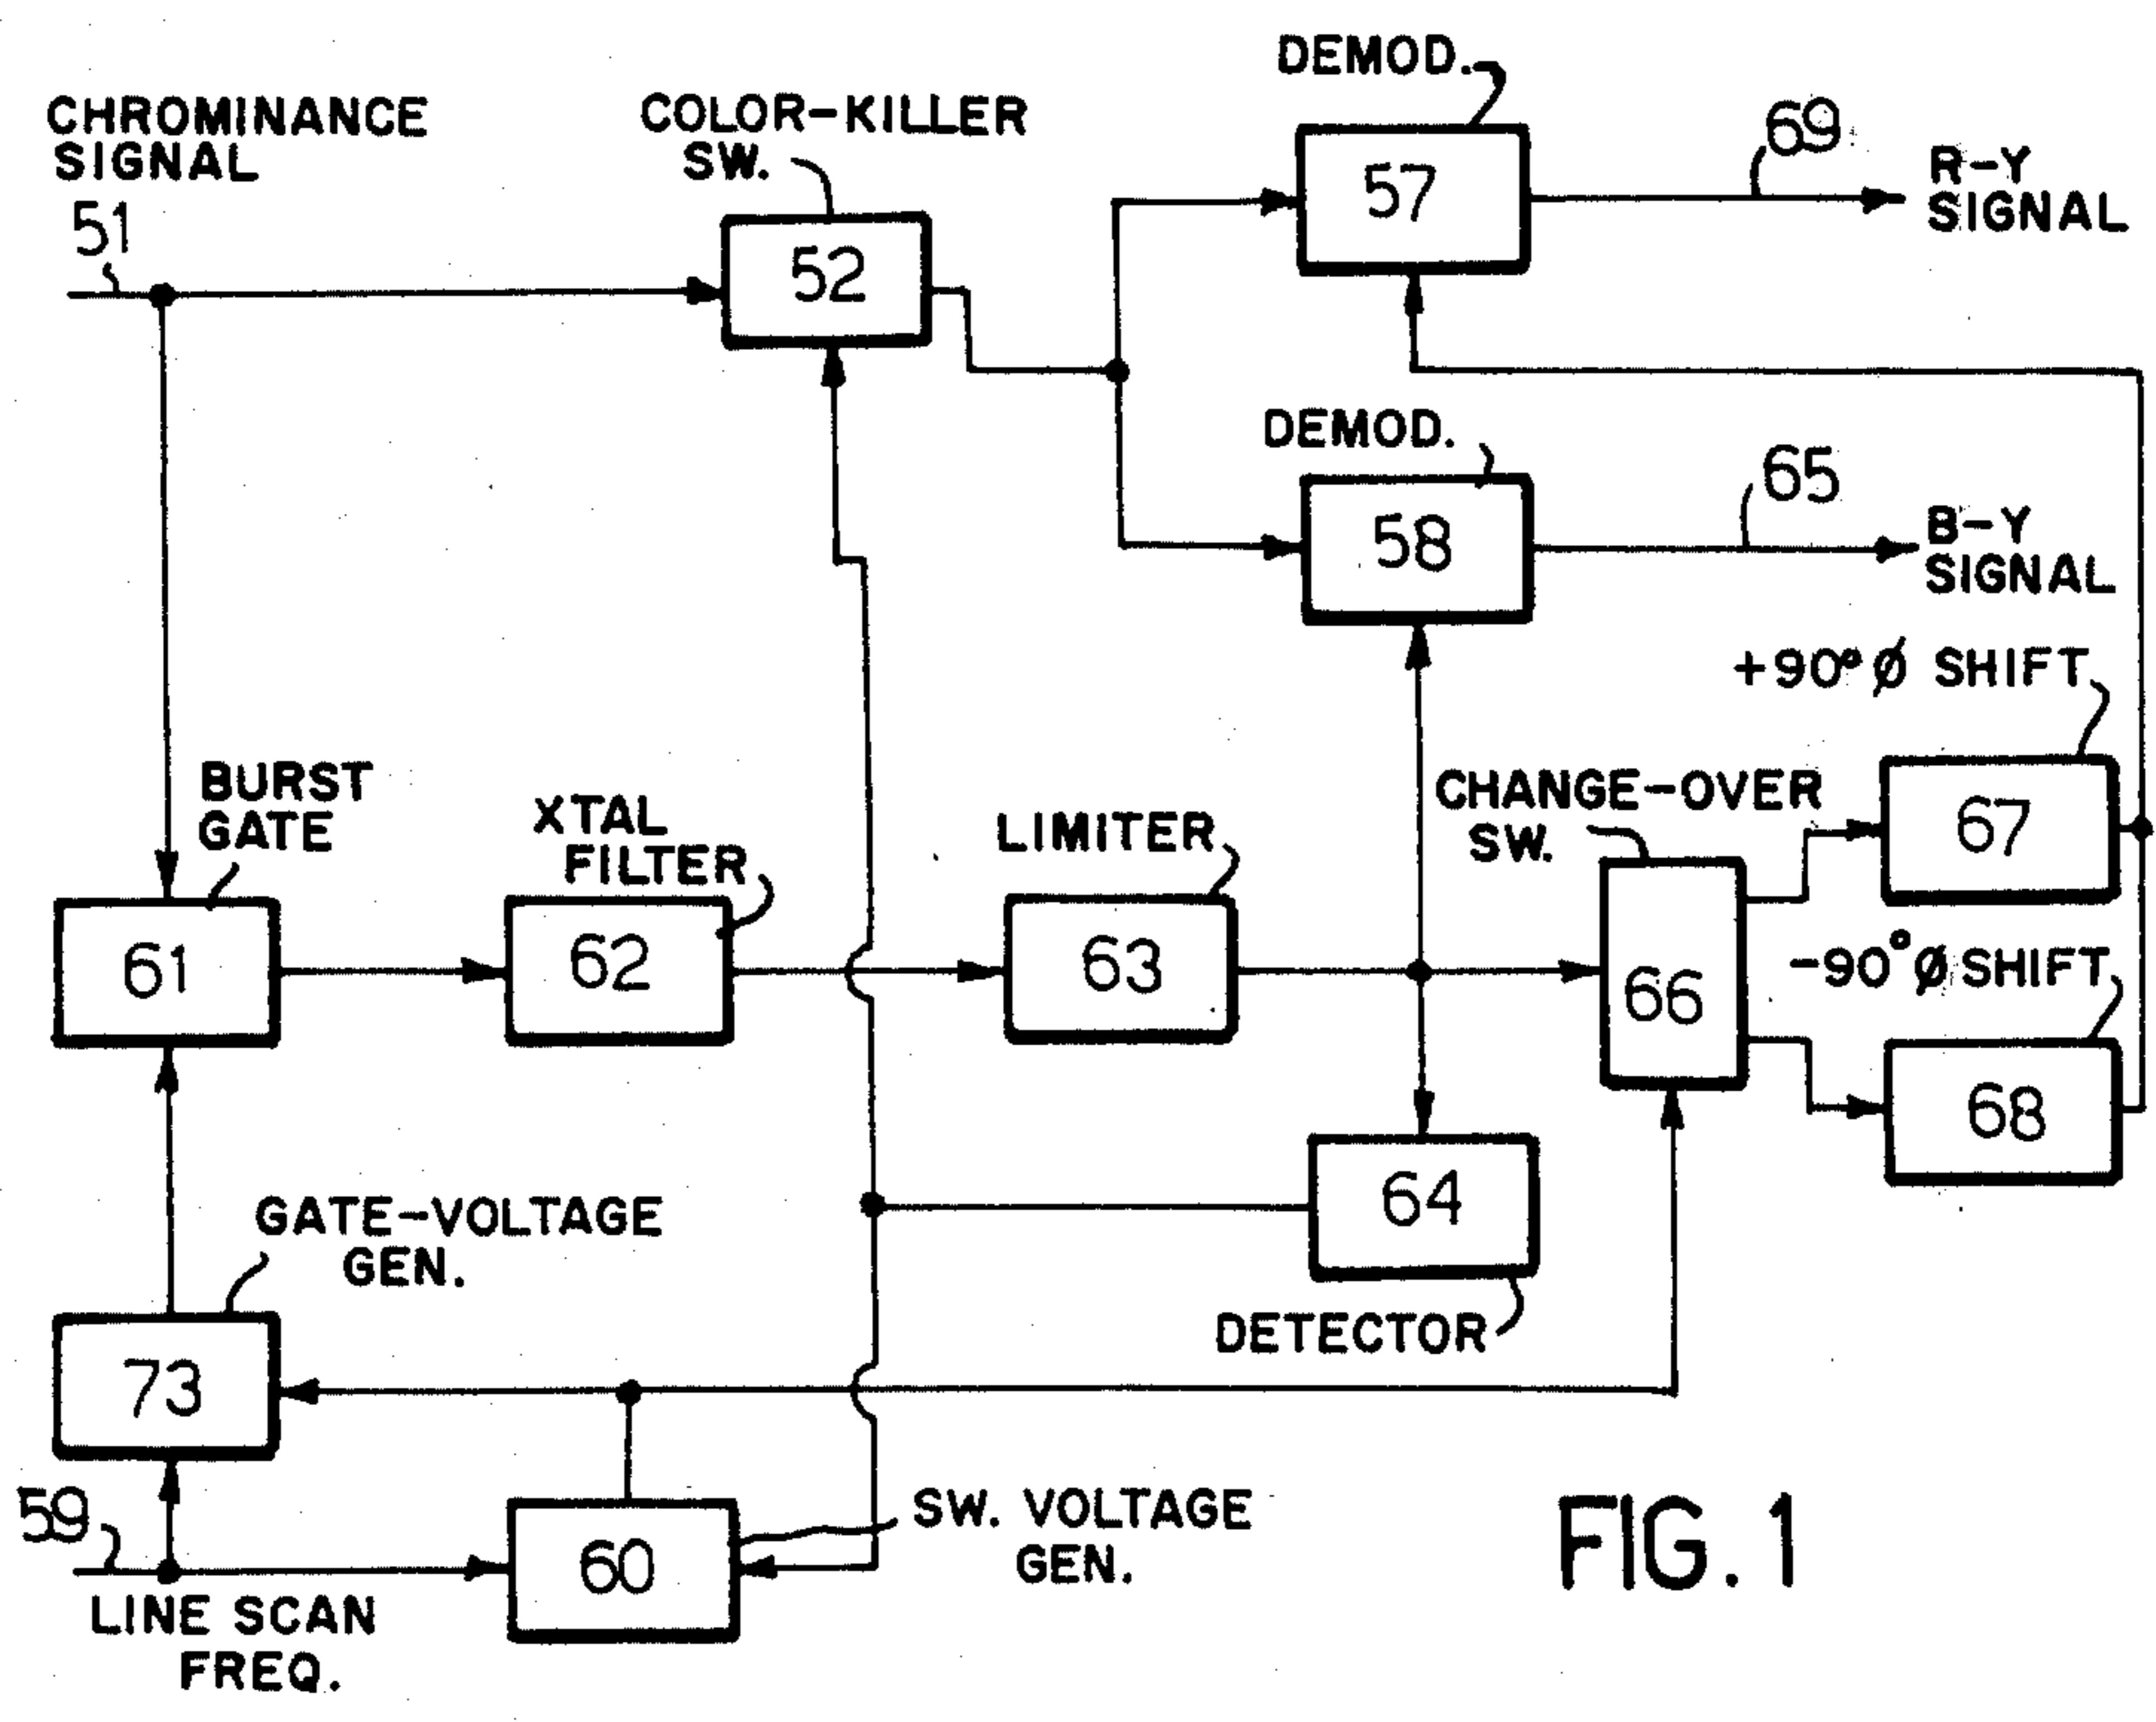 DEMOD.
CHROMINANCE
SIGNAL
51
COLOR-KILLER
SW.
52
57
69
R-Y
SIGNAL
DEMOD.
58
65
B-Y
SIGNAL
+90° Ø SHIFT
BURST
GATE
61
XTAL
FILTER
62
LIMITER
63
CHANGE-OVER
SW.
66
67
-90° Ø SHIFT
68
64
DETECTOR
GATE-VOLTAGE
GEN.
73
59
LINE SCAN
FREQ.
60
SW. VOLTAGE
GEN.
FIG. 1